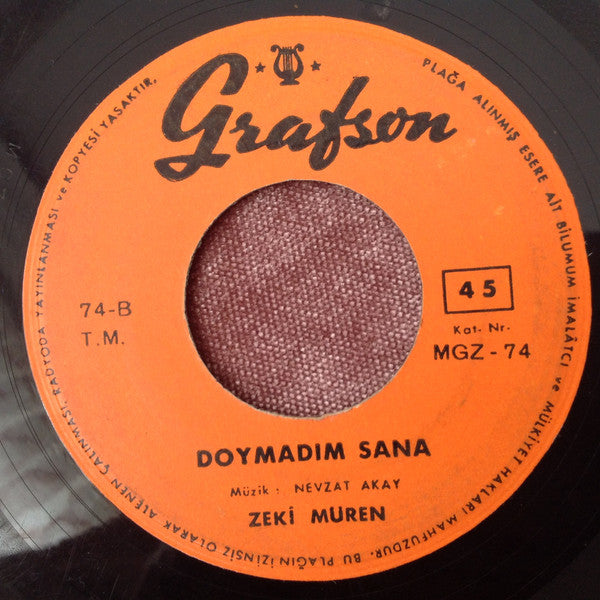 Grafson
PLAĞA ALINMIŞ ESERE AİT BİLUMUM İMALÂTCI ve MÜLKİYET HAKLARI MAHFUZDUR. BU PLAĞIN İZİNSİZ OLARAK ALENEN ÇALINMASI, RADYODA YAYINLANMASI ve KOPYESİ YASAKTIR.
74-B
T.M.
45
Kat- Nr-
MGZ - 74
DOYMADIM SANA
Müzik : NEVZAT AKAY
ZEKİ MUREN